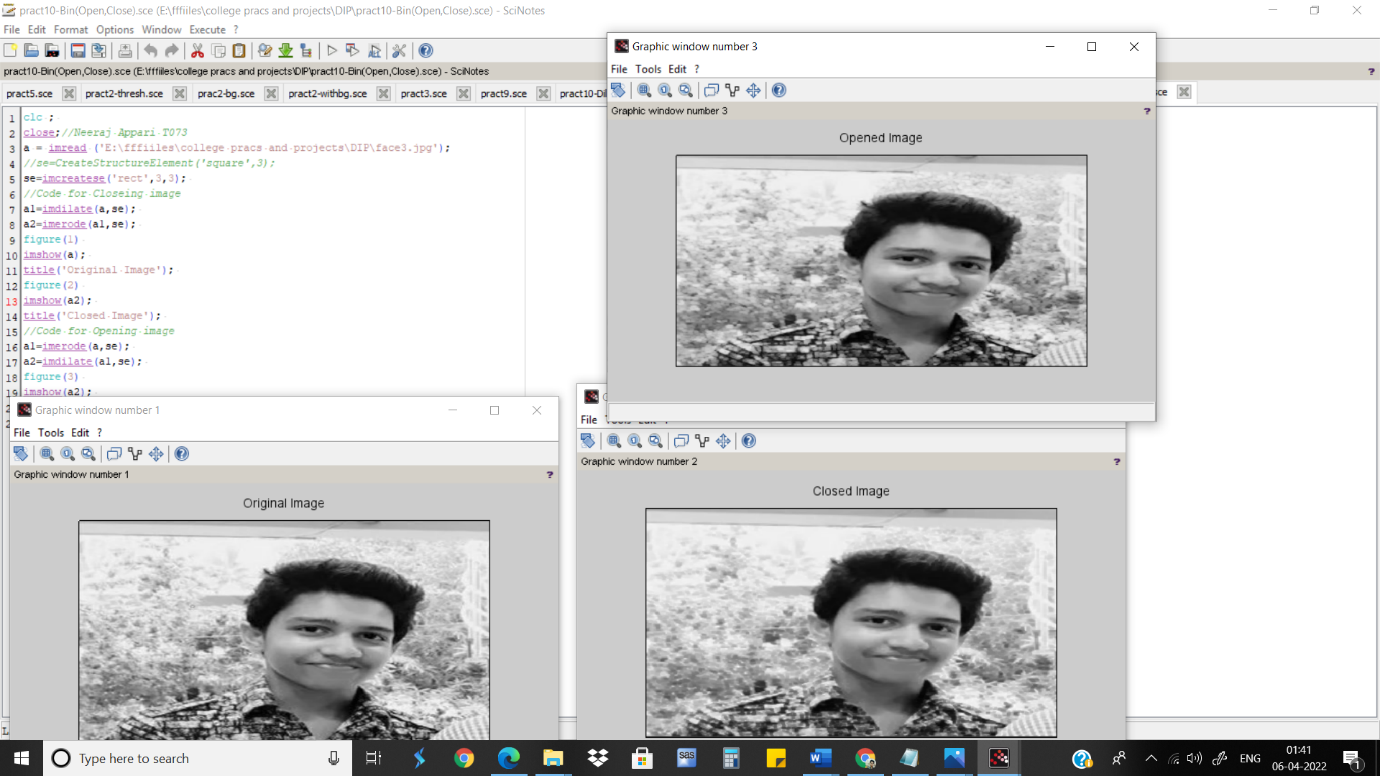 pract10-Bin(Open,Close).sce (E:\fffiiles\college pracs and projects\DIP\pract10-Bin(Open,Close).sce) - SciNotes
File Edit Format Options Window Execute ?
pract10-Bin(Open,Close).sce (E:\fffiiles\college pracs and projects\DIP\pract10-Bin(Open,Close).sce) - SciNotes
?
pract5.sce
pract2-thresh.sce
prac2-bg.sce
pract2-withbg.sce
pract3.sce
pract9.sce
1 clc ;
2 close;//Neeraj Appari T073
3 a = imread ('E:\fffiiles\college pracs and projects\DIP\face3.jpg');
4 //se=CreateStructureElement('square',3);
5 se=imcreatese('rect',3,3);
6 //Code for Closeing image
7 a1=imdilate(a,se);
8 a2=imerode(a1,se);
9 figure(1)
10 imshow(a);
11 title('Original Image');
12 figure(2)
13 imshow(a2);
14 title('Closed Image');
15 //Code for Opening image
16 a1=imerode(a,se);
17 a2=imdilate(a1,se);
18 figure(3)
19 imshow(a2);
Graphic window number 3
File Tools Edit ?
Graphic window number 3
?
Opened Image
Graphic window number 1
File Tools Edit ?
Graphic window number 1
?
Original Image
File
Graphic window number 2
?
Closed Image
Type here to search
sas
ENG
01:41
06-04-2022
1